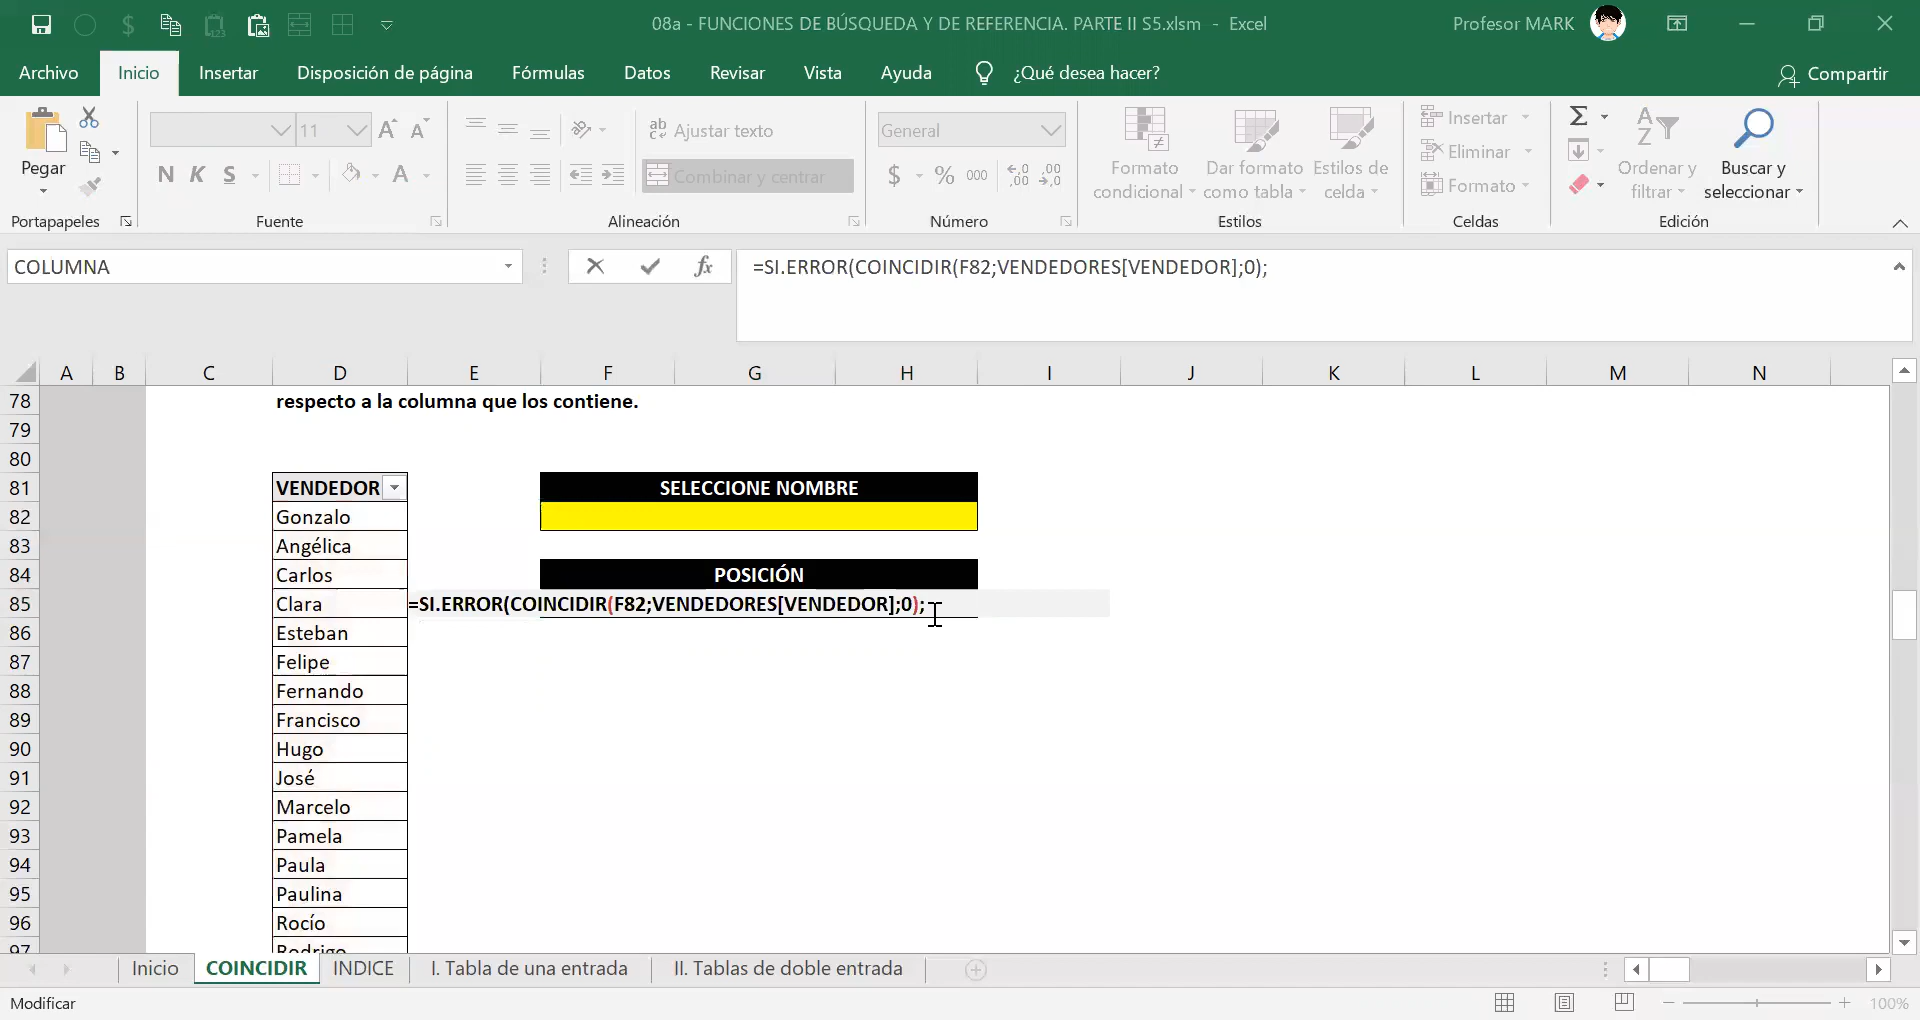 08a - FUNCIONES DE BÚSQUEDA Y DE REFERENCIA. PARTE II S5.xlsm - Excel
Profesor MARK
Archivo Inicio Insertar Disposición de página Fórmulas Datos Revisar Vista Ayuda ¿Qué desea hacer? Compartir
Pegar
Portapapeles
11
N K S
Fuente
Ajustar texto
Combinar y centrar
Alineación
General
$ % 000
Número
Formato condicional
Dar formato como tabla
Estilos de celda
Estilos
Insertar
Eliminar
Formato
Celdas
Ordenar y filtrar
Buscar y seleccionar
Edición
COLUMNA
fx
=SI.ERROR(COINCIDIR(F82;VENDEDORES[VENDEDOR];0);
A B C D E F G H I J K L M N
78 respecto a la columna que los contiene.
79
80
81 VENDEDOR SELECCIONE NOMBRE
82 Gonzalo
83 Angélica
84 Carlos POSICIÓN
85 Clara =SI.ERROR(COINCIDIR(F82;VENDEDORES[VENDEDOR];0);
86 Esteban
87 Felipe
88 Fernando
89 Francisco
90 Hugo
91 José
92 Marcelo
93 Pamela
94 Paula
95 Paulina
96 Rocío
97 Rodrigo
Inicio COINCIDIR INDICE I. Tabla de una entrada II. Tablas de doble entrada
Modificar
100%